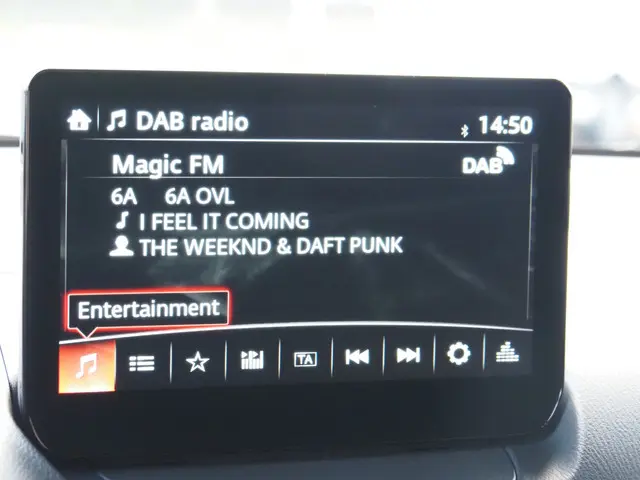 DAB radio 14:50
Magic FM DAB
6A 6A OVL
I FEEL IT COMING
THE WEEKND & DAFT PUNK
Entertainment
TA